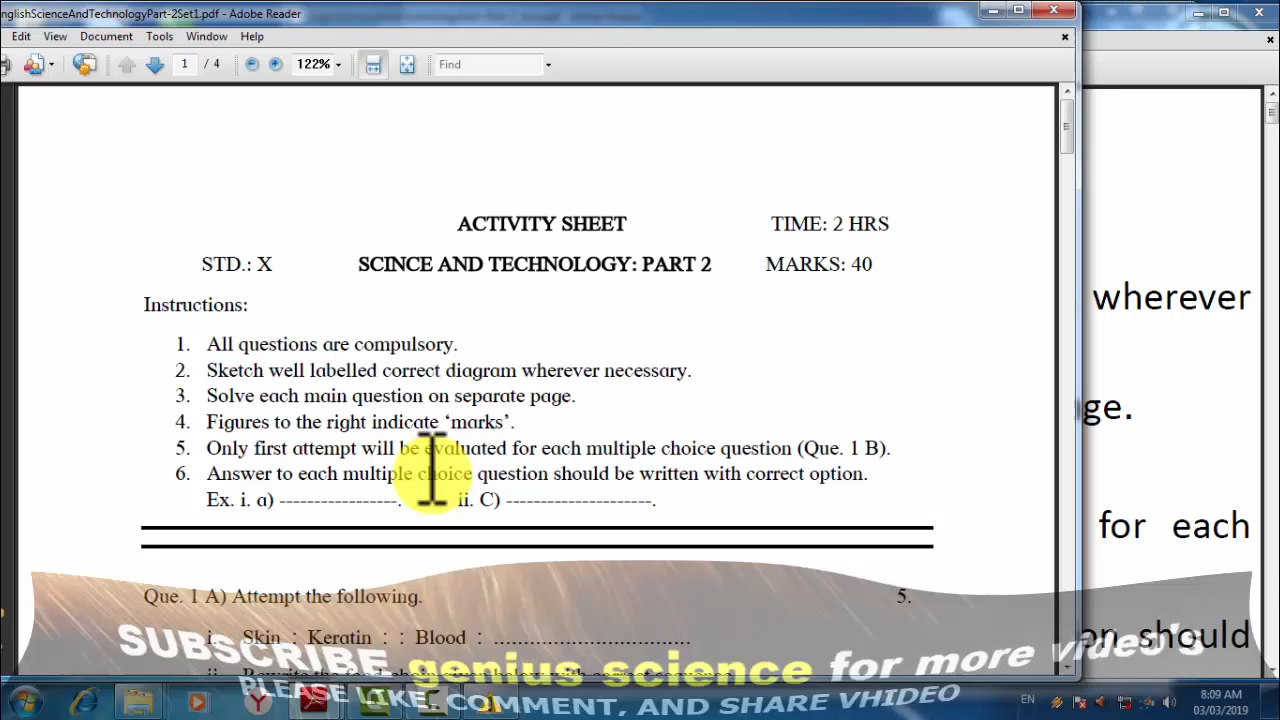 nglishScienceAndTechnologyPart-2Set1.pdf - Adobe Reader
Edit View Document Tools Window Help
1 / 4 122% Find
ACTIVITY SHEET TIME: 2 HRS
STD.: X SCINCE AND TECHNOLOGY: PART 2 MARKS: 40
Instructions:
1. All questions are compulsory.
2. Sketch well labelled correct diagram wherever necessary.
3. Solve each main question on separate page.
4. Figures to the right indicate ‘marks’.
5. Only first attempt will be evaluated for each multiple choice question (Que. 1 B).
6. Answer to each multiple choice question should be written with correct option.
Ex. i. a) -----------------. ii. C) ---------------------.
wherever
ge.
for each
on should
Que. 1 A) Attempt the following. 5.
i. Skin : Keratin : : Blood : ....................................
SUBSCRIBE genius science for more video's
PLEASE LIKE, COMMENT, AND SHARE VHIDEO
EN 8:09 AM
03/03/2019